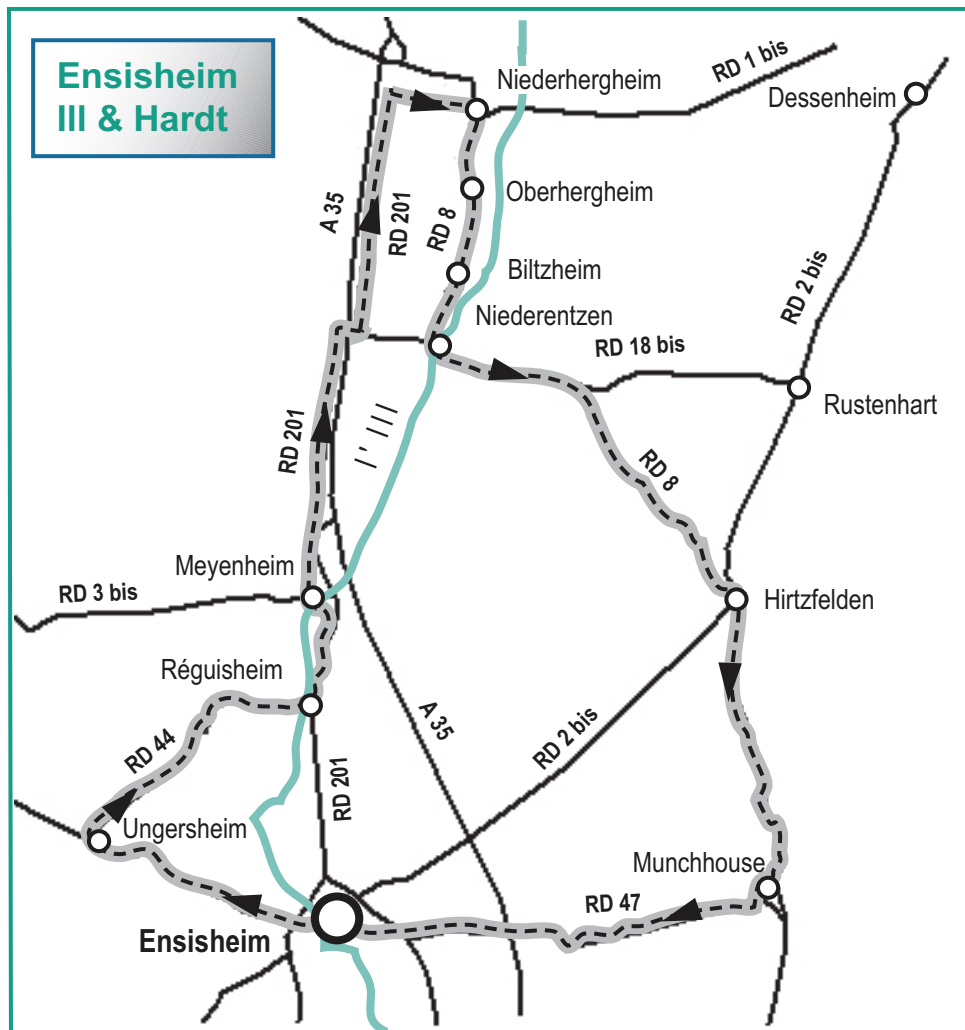 Ensisheim
III & Hardt
Niederhergheim
RD 1 bis
Dessenheim
A 35
RD 201
Oberhergheim
RD 8
Biltzheim
RD 2 bis
Niederentzen
RD 18 bis
Rustenhart
l' III
RD 201
RD 8
Meyenheim
RD 3 bis
Hirtzfelden
Réguisheim
A 35
RD 44
RD 2 bis
RD 201
Ungersheim
Munchhouse
RD 47
Ensisheim